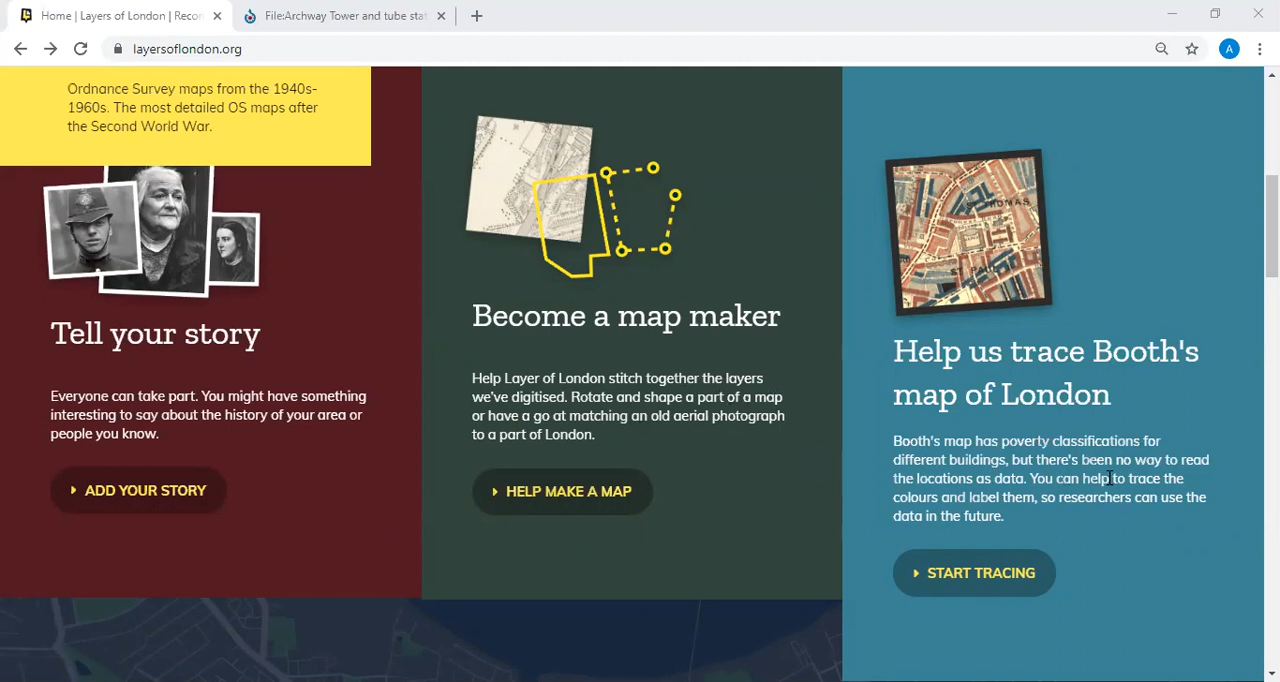 Home | Layers of London | Recor
File:Archway Tower and tube stat
layersoflondon.org
A
Ordnance Survey maps from the 1940s-
1960s. The most detailed OS maps after
the Second World War.
Tell your story
Everyone can take part. You might have something
interesting to say about the history of your area or
people you know.
ADD YOUR STORY
Become a map maker
Help Layer of London stitch together the layers
we've digitised. Rotate and shape a part of a map
or have a go at matching an old aerial photograph
to a part of London.
HELP MAKE A MAP
ST THOMAS
ST PAUL
Help us trace Booth's
map of London
Booth's map has poverty classifications for
different buildings, but there's been no way to read
the locations as data. You can help to trace the
colours and label them, so researchers can use the
data in the future.
START TRACING